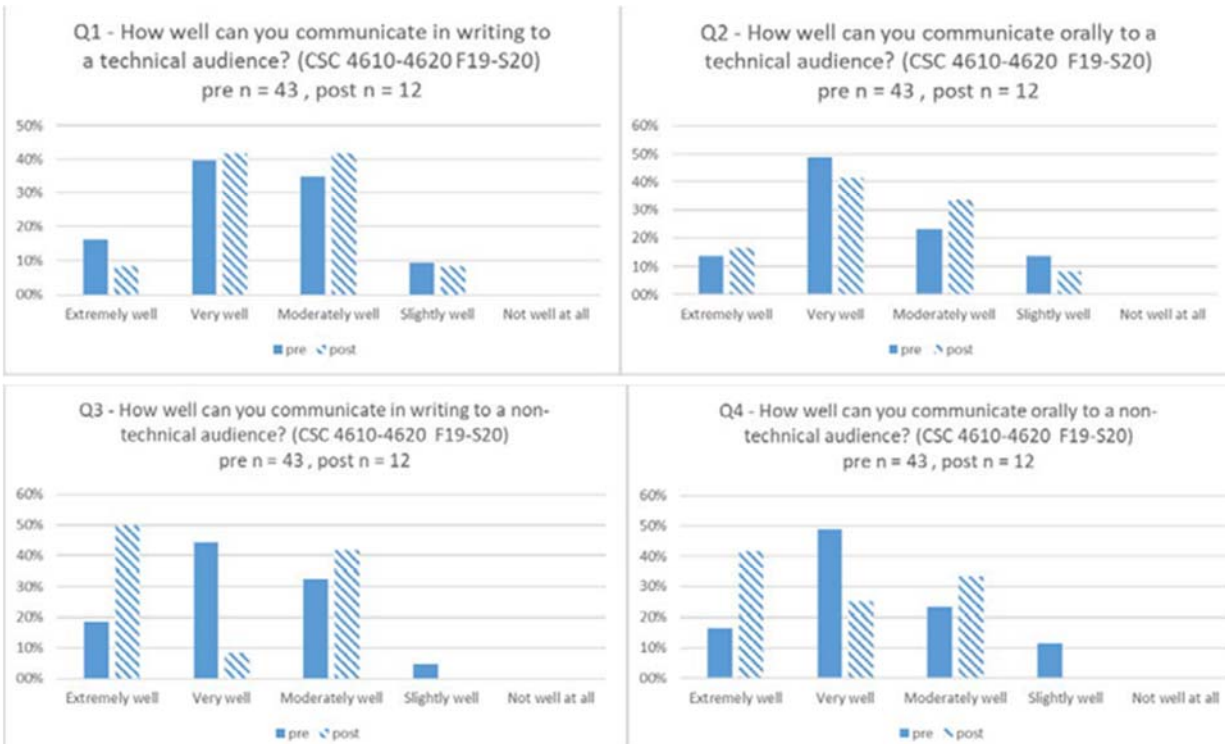 Q1 - How well can you communicate in writing to
a technical audience? (CSC 4610-4620 F19-S20)
pre n = 43 , post n = 12
50%
40%
30%
20%
10%
00%
Extremely well Very well Moderately well Slightly well Not well at all
pre post
Q2 - How well can you communicate orally to a
technical audience? (CSC 4610-4620 F19-S20)
pre n = 43 , post n = 12
60%
50%
40%
30%
20%
10%
00%
Extremely well Very well Moderately well Slightly well Not well at all
pre post
Q3 - How well can you communicate in writing to a non-
technical audience? (CSC 4610-4620 F19-S20)
pre n = 43 , post n = 12
60%
50%
40%
30%
20%
10%
00%
Extremely well Very well Moderately well Slightly well Not well at all
pre post
Q4 - How well can you communicate orally to a non-
technical audience? (CSC 4610-4620 F19-S20)
pre n = 43 , post n = 12
60%
50%
40%
30%
20%
10%
00%
Extremely well Very well Moderately well Slightly well Not well at all
pre post